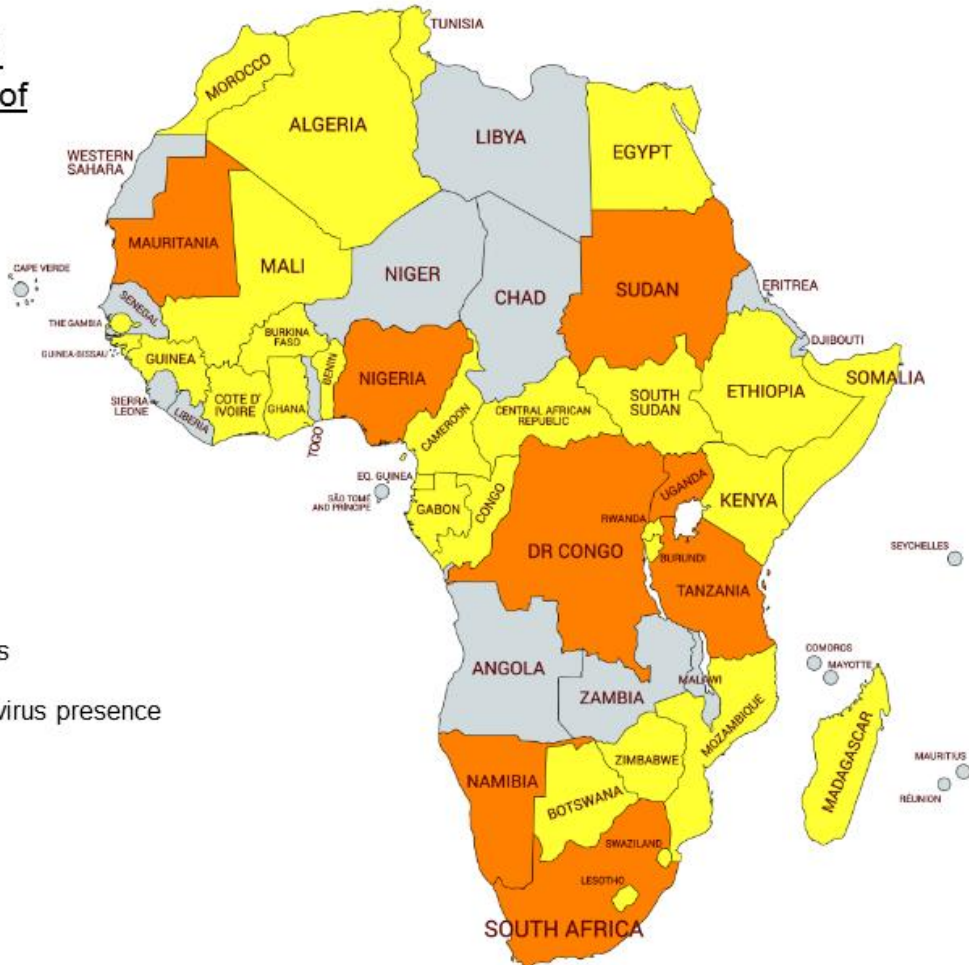 of
TUNISIA
MOROCCO
ALGERIA
LIBYA
EGYPT
WESTERN
SAHARA
MAURITANIA
MALI
NIGER
CHAD
SUDAN
ERITREA
CAPE VERDE
SENEGAL
THE GAMBIA
GUINEA-BISSAU
GUINEA
BURKINA
FASO
BENIN
NIGERIA
DJIBOUTI
SOMALIA
ETHIOPIA
SOUTH
SUDAN
CENTRAL AFRICAN
REPUBLIC
CAMEROON
SIERRA
LEONE
LIBERIA
COTE D'
IVOIRE
GHANA
TOGO
EQ. GUINEA
SÃO TOMÉ
AND PRÍNCIPE
GABON
CONGO
UGANDA
KENYA
RWANDA
DR CONGO
BURUNDI
TANZANIA
SEYCHELLES
s
COMOROS
MAYOTTE
ANGOLA
MALAWI
ZAMBIA
virus presence
MOZAMBIQUE
MADAGASCAR
ZIMBABWE
MAURITIUS
NAMIBIA
BOTSWANA
RÉUNION
SWAZILAND
LESOTHO
SOUTH AFRICA